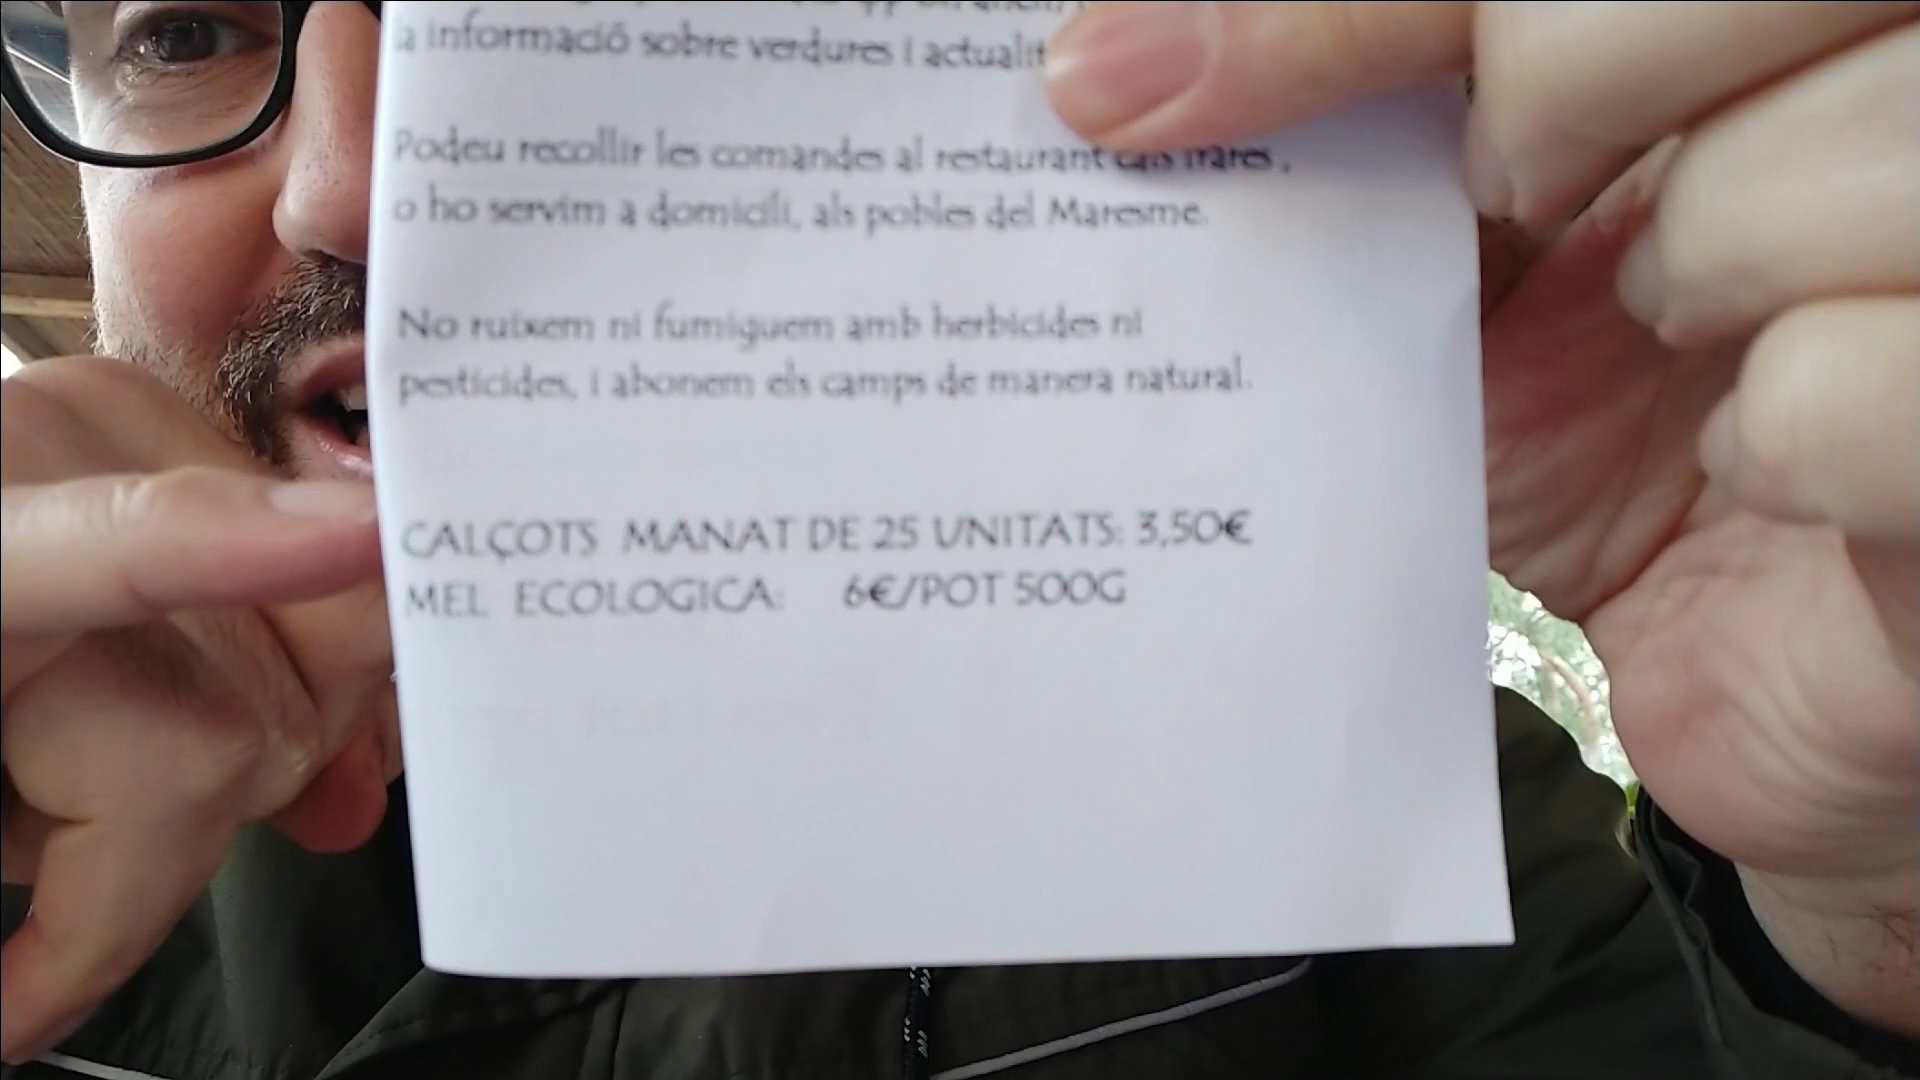 a informació sobre verdures i actualit
Podeu recollir les comandes al restaurant
o ho servim a domicili, als pobles del Maresme.
No ruixem ni fumiguem amb herbicides ni
pesticides, i abonem els camps de manera natural.
CALÇOTS MANAT DE 25 UNITATS: 3,50€
MEL ECOLOGICA: 6€/POT 500G